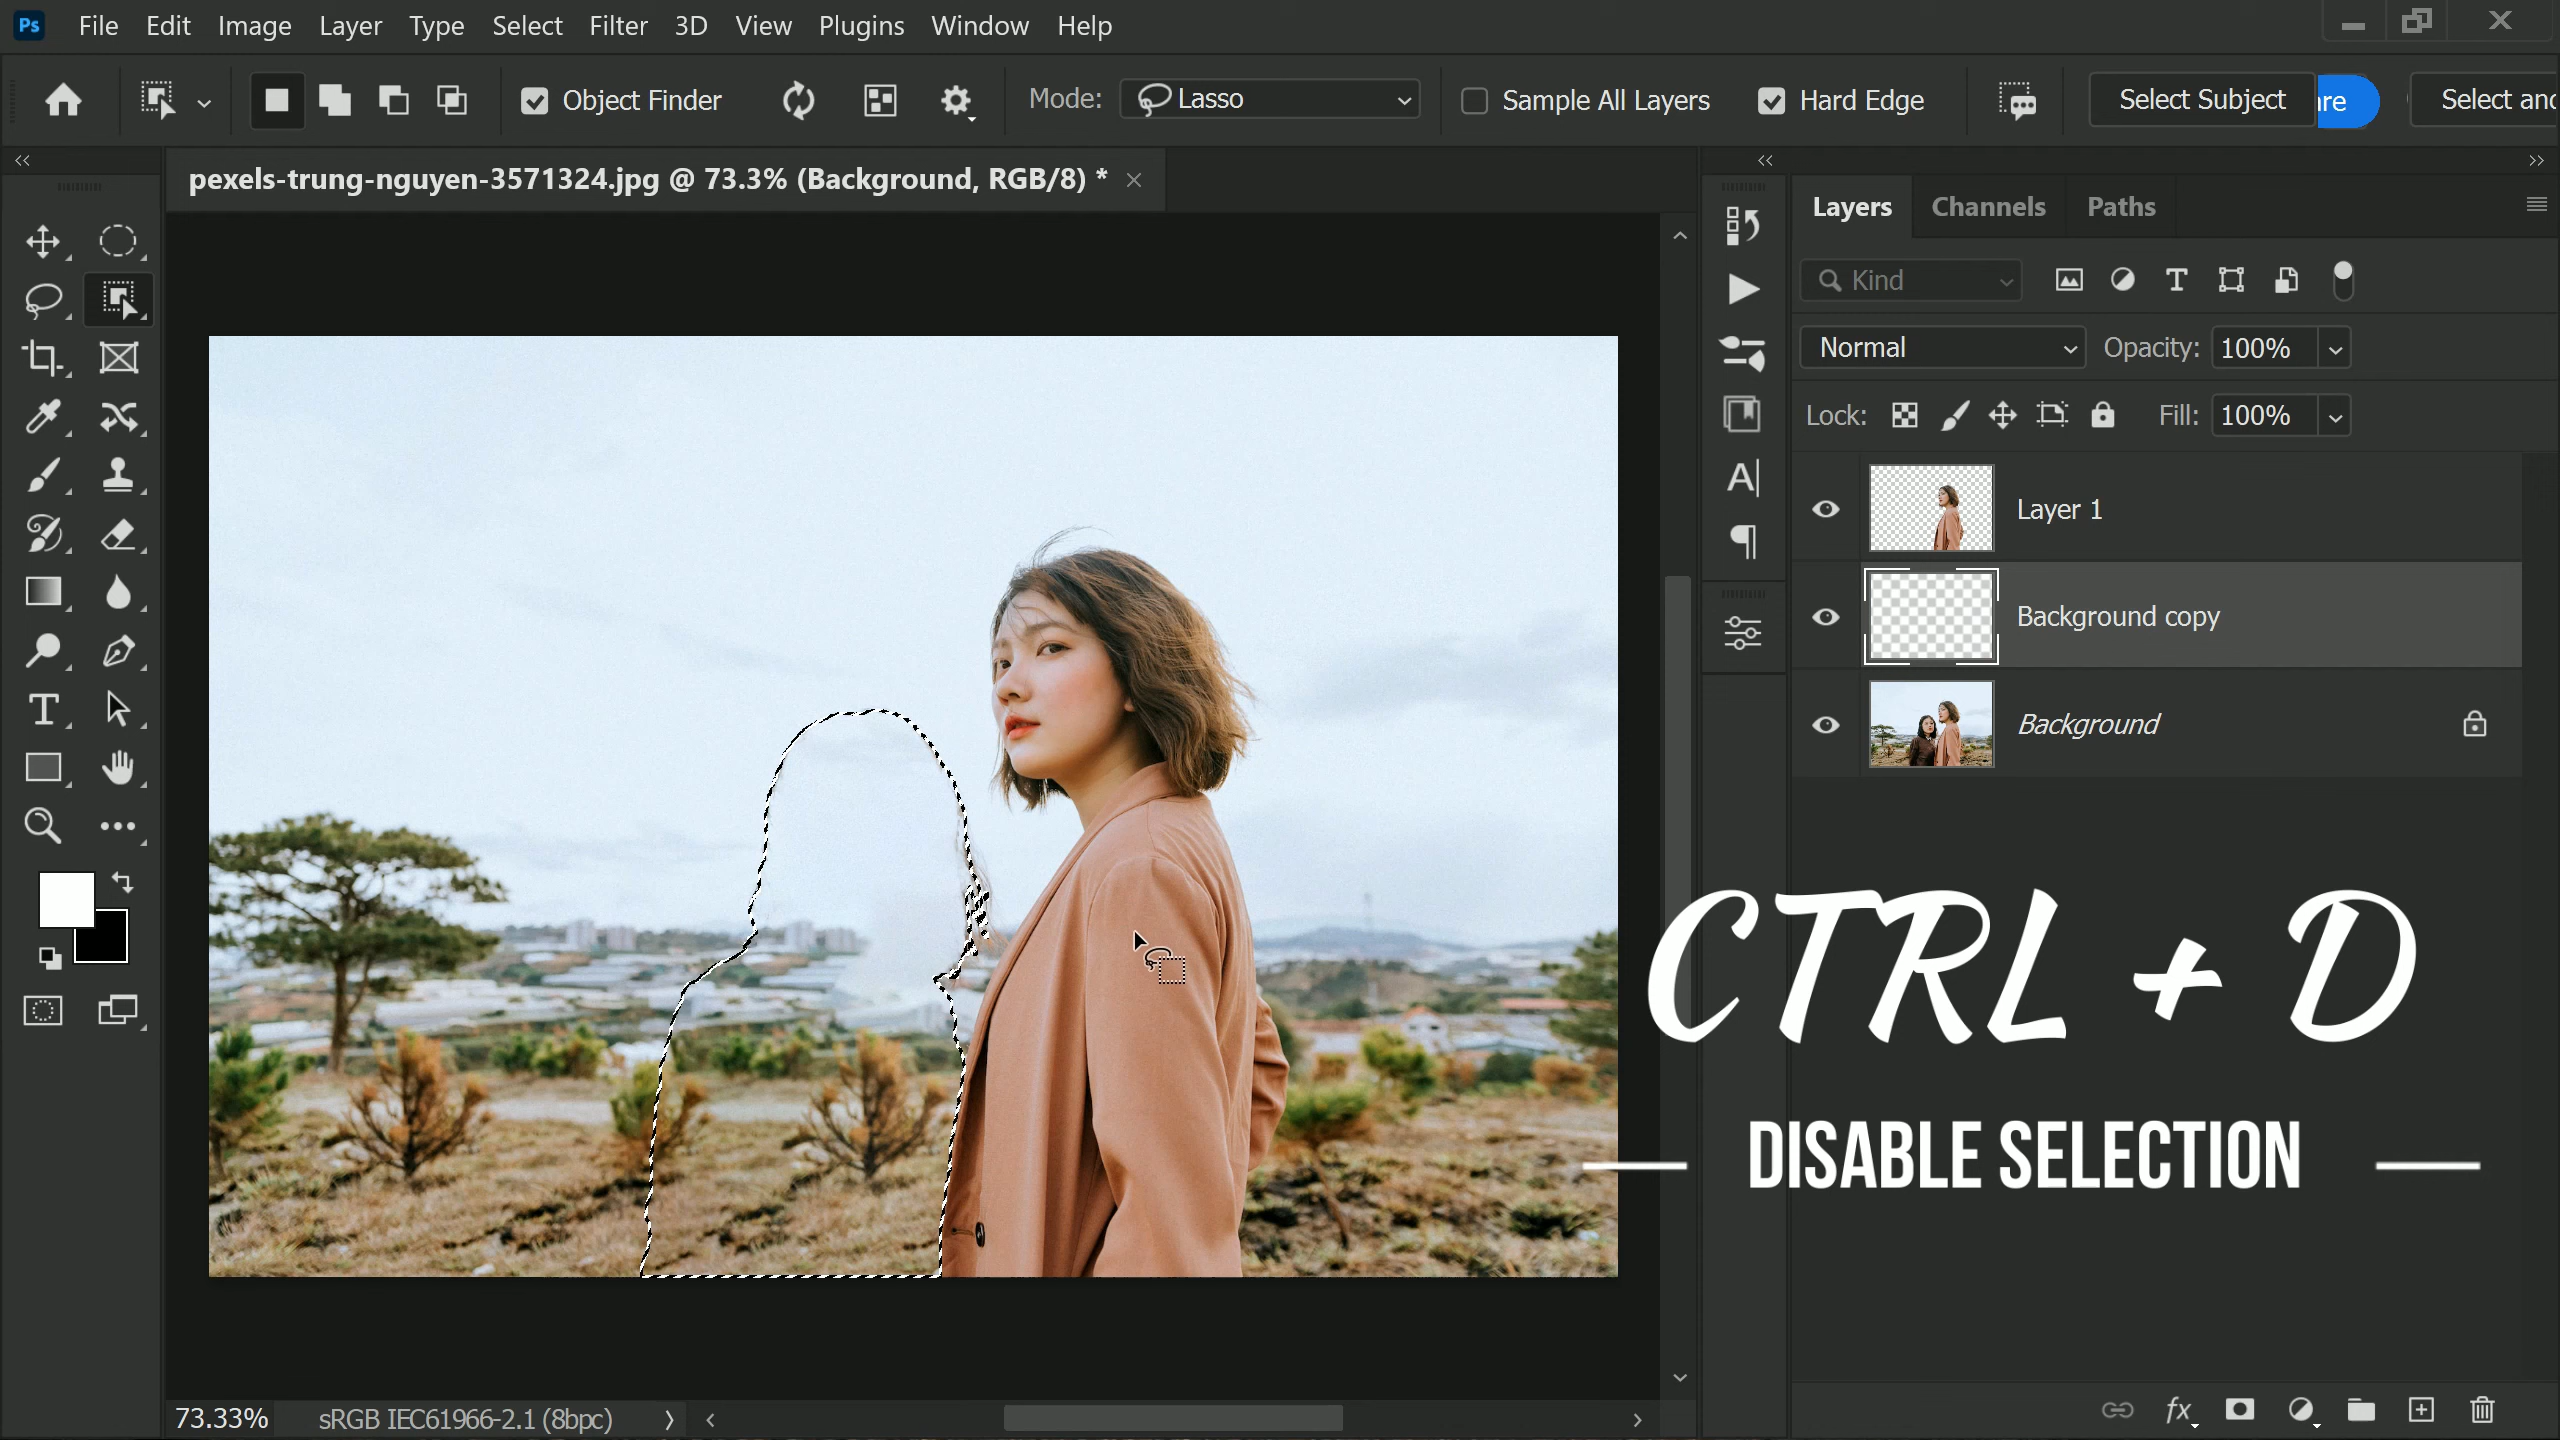 Ps File Edit Image Layer Type Select Filter 3D View Plugins Window Help
Object Finder Mode: Lasso Sample All Layers Hard Edge Select Subject re Select and
pexels-trung-nguyen-3571324.jpg @ 73.3% (Background, RGB/8) *
Layers Channels Paths
Kind
Normal Opacity: 100%
Lock: Fill: 100%
Layer 1
Background copy
Background
CTRL + D
DISABLE SELECTION
73.33% sRGB IEC61966-2.1 (8bpc)
fx